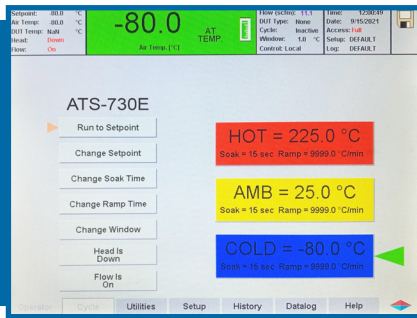 Setpoint: -80.0 °C
Air Temp: -80.0 °C
DUT Temp: NaN °C
Head: Down
Flow: On
-80.0
AT
TEMP.
Air Temp. [°C]
Flow (scfm): 11.1
DUT Type: None
Cycle: Inactive
Window: 1.0 °C
Control: Local
Time: 12:00:49
Date: 9/15/2021
Access: Full
Setup: DEFAULT
Log: DEFAULT
ATS-730E
Run to Setpoint
Change Setpoint
Change Soak Time
Change Ramp Time
Change Window
Head Is
Down
Flow Is
On
HOT = 225.0 °C
Soak = 15 sec Ramp = 9999.0 °C/min
AMB = 25.0 °C
Soak = 15 sec Ramp = 9999.0 °C/min
COLD = -80.0 °C
Soak = 15 sec Ramp = 9999.0 °C/min
Operator Cycle Utilities Setup History Datalog Help